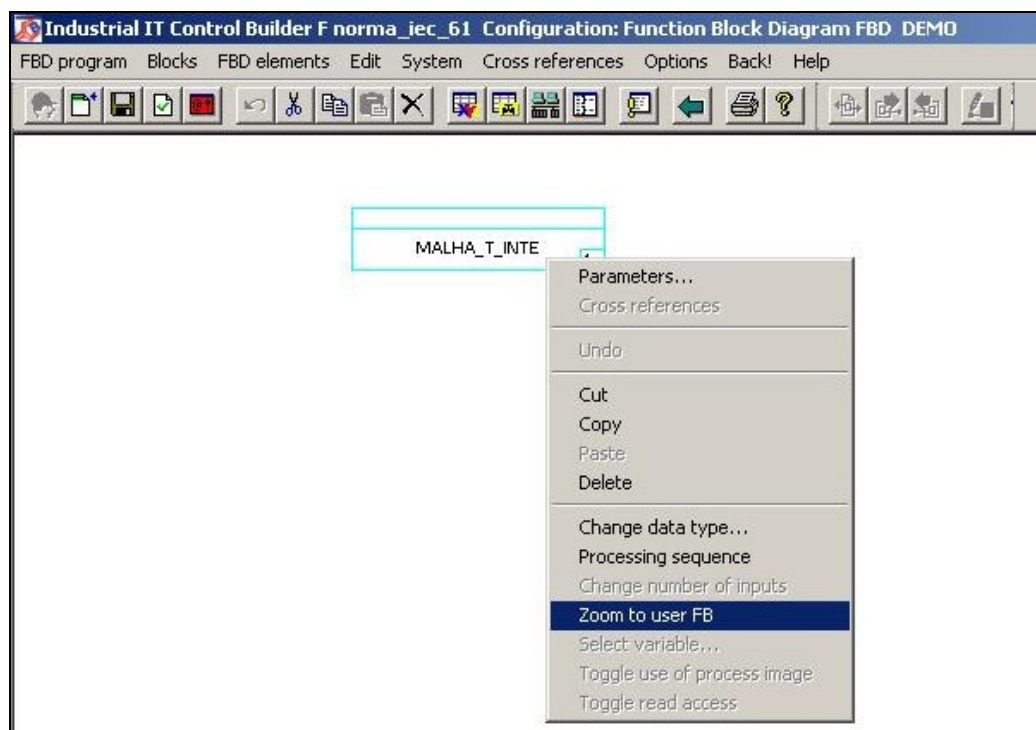 Industrial IT Control Builder F norma_iec_61 Configuration: Function Block Diagram FBD DEMO
FBD program Blocks FBD elements Edit System Cross references Options Back! Help
MALHA_T_INTE
Parameters...
Cross references
Undo
Cut
Copy
Paste
Delete
Change data type...
Processing sequence
Change number of inputs
Zoom to user FB
Select variable...
Toggle use of process image
Toggle read access